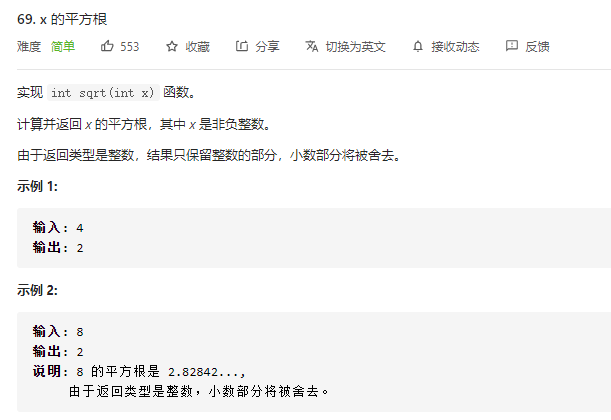 69. x 的平方根
难度 简单 553 收藏 分享 切换为英文 接收动态 反馈
实现 int sqrt(int x) 函数。
计算并返回 x 的平方根，其中 x 是非负整数。
由于返回类型是整数，结果只保留整数的部分，小数部分将被舍去。
示例 1:
输入: 4
输出: 2
示例 2:
输入: 8
输出: 2
说明: 8 的平方根是 2.82842...,
由于返回类型是整数，小数部分将被舍去。